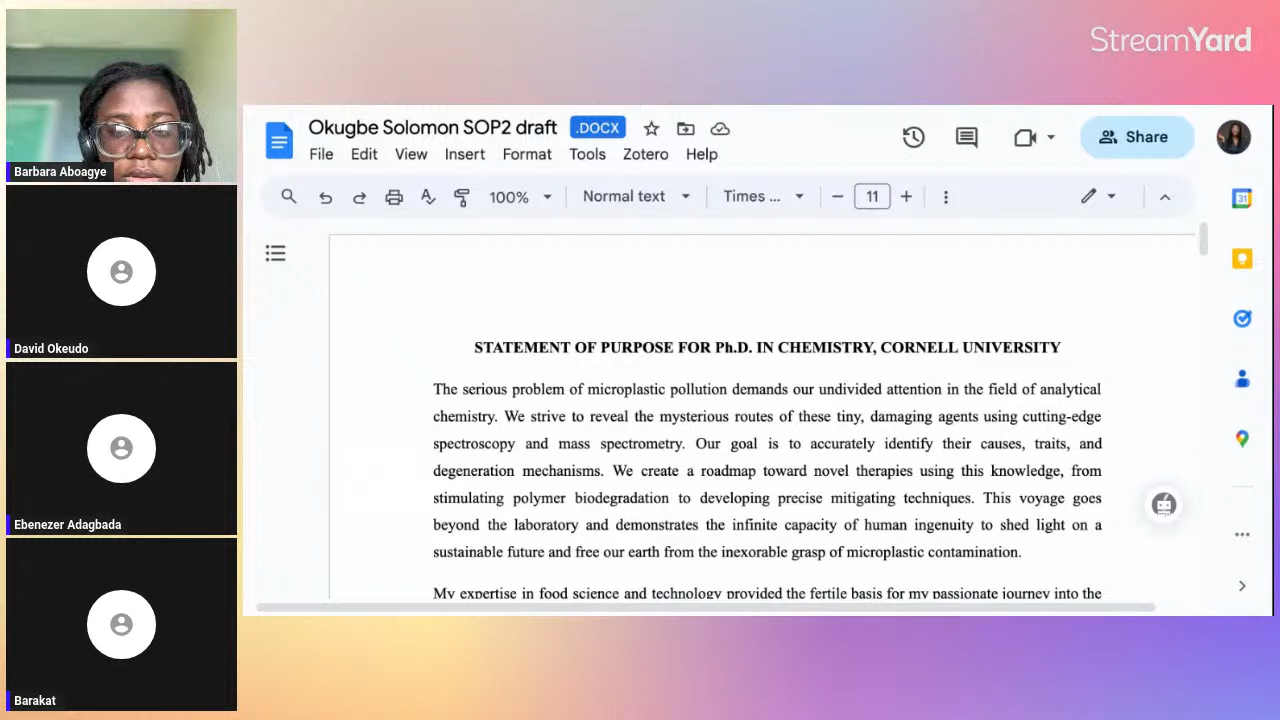 StreamYard
Barbara Aboagye
David Okeudo
Ebenezer Adagbada
Barakat
Okugbe Solomon SOP2 draft .DOCX
Share
File Edit View Insert Format Tools Zotero Help
100% Normal text Times ... 11
31
STATEMENT OF PURPOSE FOR Ph.D. IN CHEMISTRY, CORNELL UNIVERSITY
The serious problem of microplastic pollution demands our undivided attention in the field of analytical
chemistry. We strive to reveal the mysterious routes of these tiny, damaging agents using cutting-edge
spectroscopy and mass spectrometry. Our goal is to accurately identify their causes, traits, and
degeneration mechanisms. We create a roadmap toward novel therapies using this knowledge, from
stimulating polymer biodegradation to developing precise mitigating techniques. This voyage goes
beyond the laboratory and demonstrates the infinite capacity of human ingenuity to shed light on a
sustainable future and free our earth from the inexorable grasp of microplastic contamination.
My expertise in food science and technology provided the fertile basis for my passionate journey into the